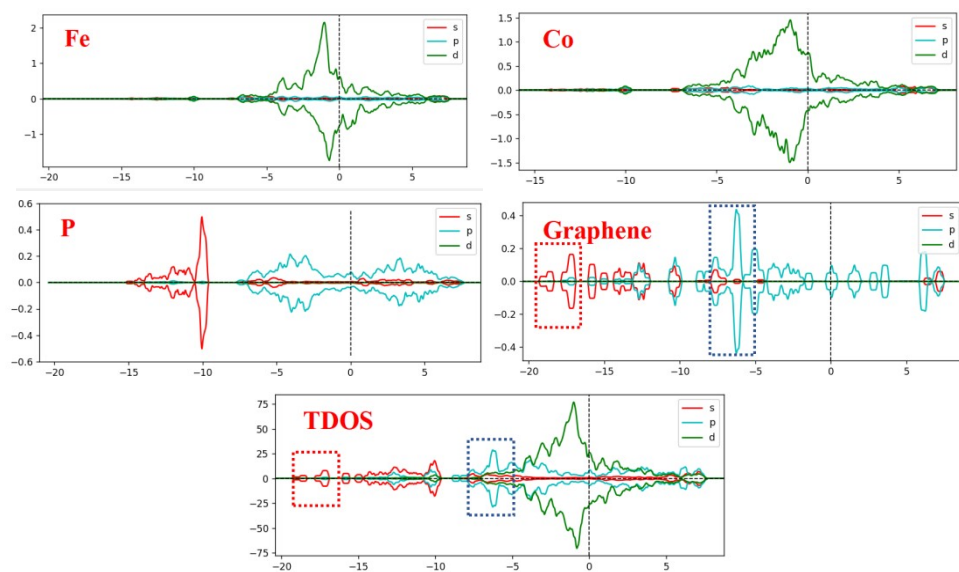 Fe
s
p
d
2
1
0
−1
−15 −10 −5 0 5
Co
s
p
d
1.5
1.0
0.5
0.0
−0.5
−1.0
−1.5
−15 −10 −5 0 5
P
s
p
d
0.6
0.4
0.2
0.0
−0.2
−0.4
−0.6
−20 −15 −10 −5 0 5
Graphene
s
p
d
0.4
0.2
0.0
−0.2
−0.4
−20 −15 −10 −5 0 5
TDOS
s
p
d
75
50
25
0
−25
−50
−75
−20 −15 −10 −5 0 5